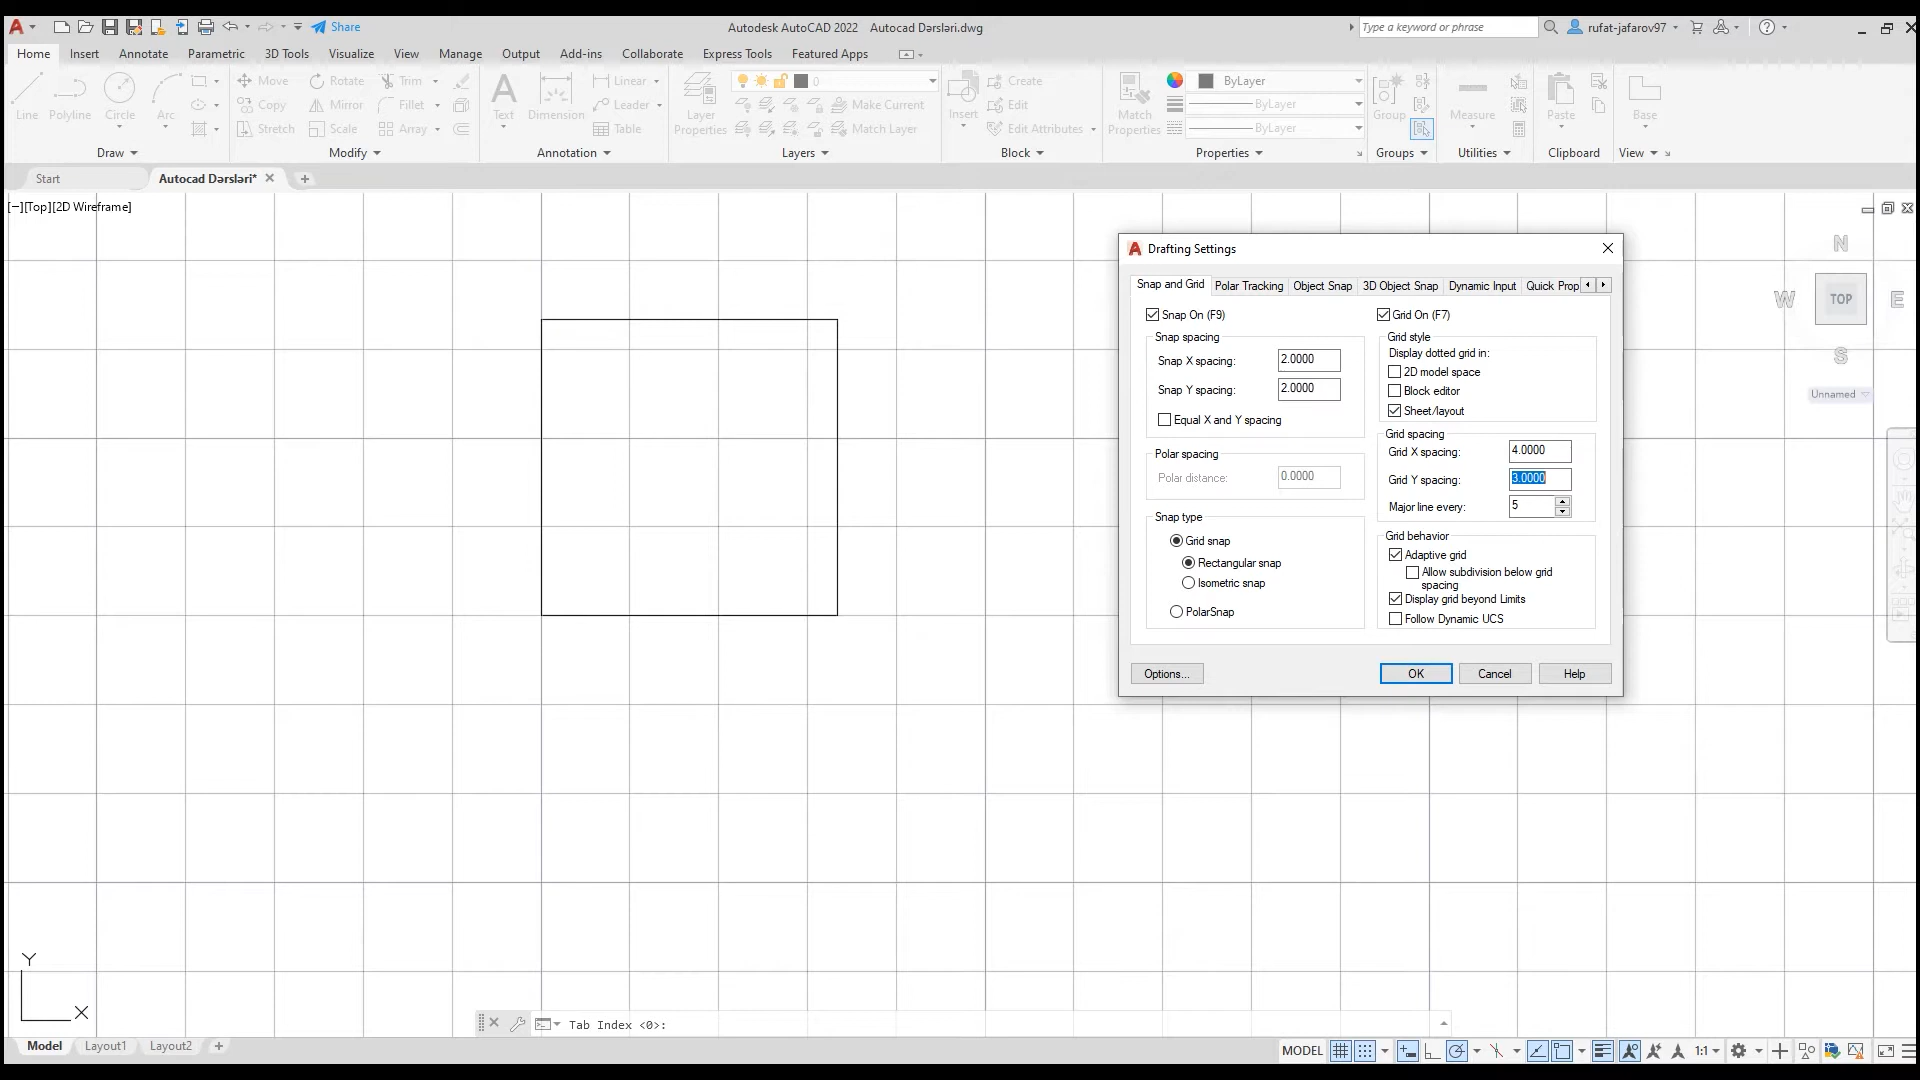 Share
Autodesk AutoCAD 2022 Autocad Dərsləri.dwg
Type a keyword or phrase
rufat-jafarov97
Home Insert Annotate Parametric 3D Tools Visualize View Manage Output Add-ins Collaborate Express Tools Featured Apps
Line Polyline Circle Arc
Move Rotate Trim
Copy Mirror Fillet
Stretch Scale Array
Text Dimension
Linear
Leader
Table
Layer
Properties
0
Make Current
Match Layer
Insert
Create
Edit
Edit Attributes
Match
Properties
ByLayer
ByLayer
ByLayer
Group
Measure
Paste
Base
Draw Modify Annotation Layers Block Properties Groups Utilities Clipboard View
Start Autocad Dərsləri*
[−][Top][2D Wireframe]
N
W TOP E
S
Unnamed
Drafting Settings
Snap and Grid Polar Tracking Object Snap 3D Object Snap Dynamic Input Quick Prop
Snap On (F9)
Snap spacing
Snap X spacing: 2.0000
Snap Y spacing: 2.0000
Equal X and Y spacing
Polar spacing
Polar distance: 0.0000
Snap type
Grid snap
Rectangular snap
Isometric snap
PolarSnap
Grid On (F7)
Grid style
Display dotted grid in:
2D model space
Block editor
Sheet/layout
Grid spacing
Grid X spacing: 4.0000
Grid Y spacing: 3.0000
Major line every: 5
Grid behavior
Adaptive grid
Allow subdivision below grid
spacing
Display grid beyond Limits
Follow Dynamic UCS
Options... OK Cancel Help
Y
X
Tab Index <0>:
Model Layout1 Layout2
MODEL 1:1